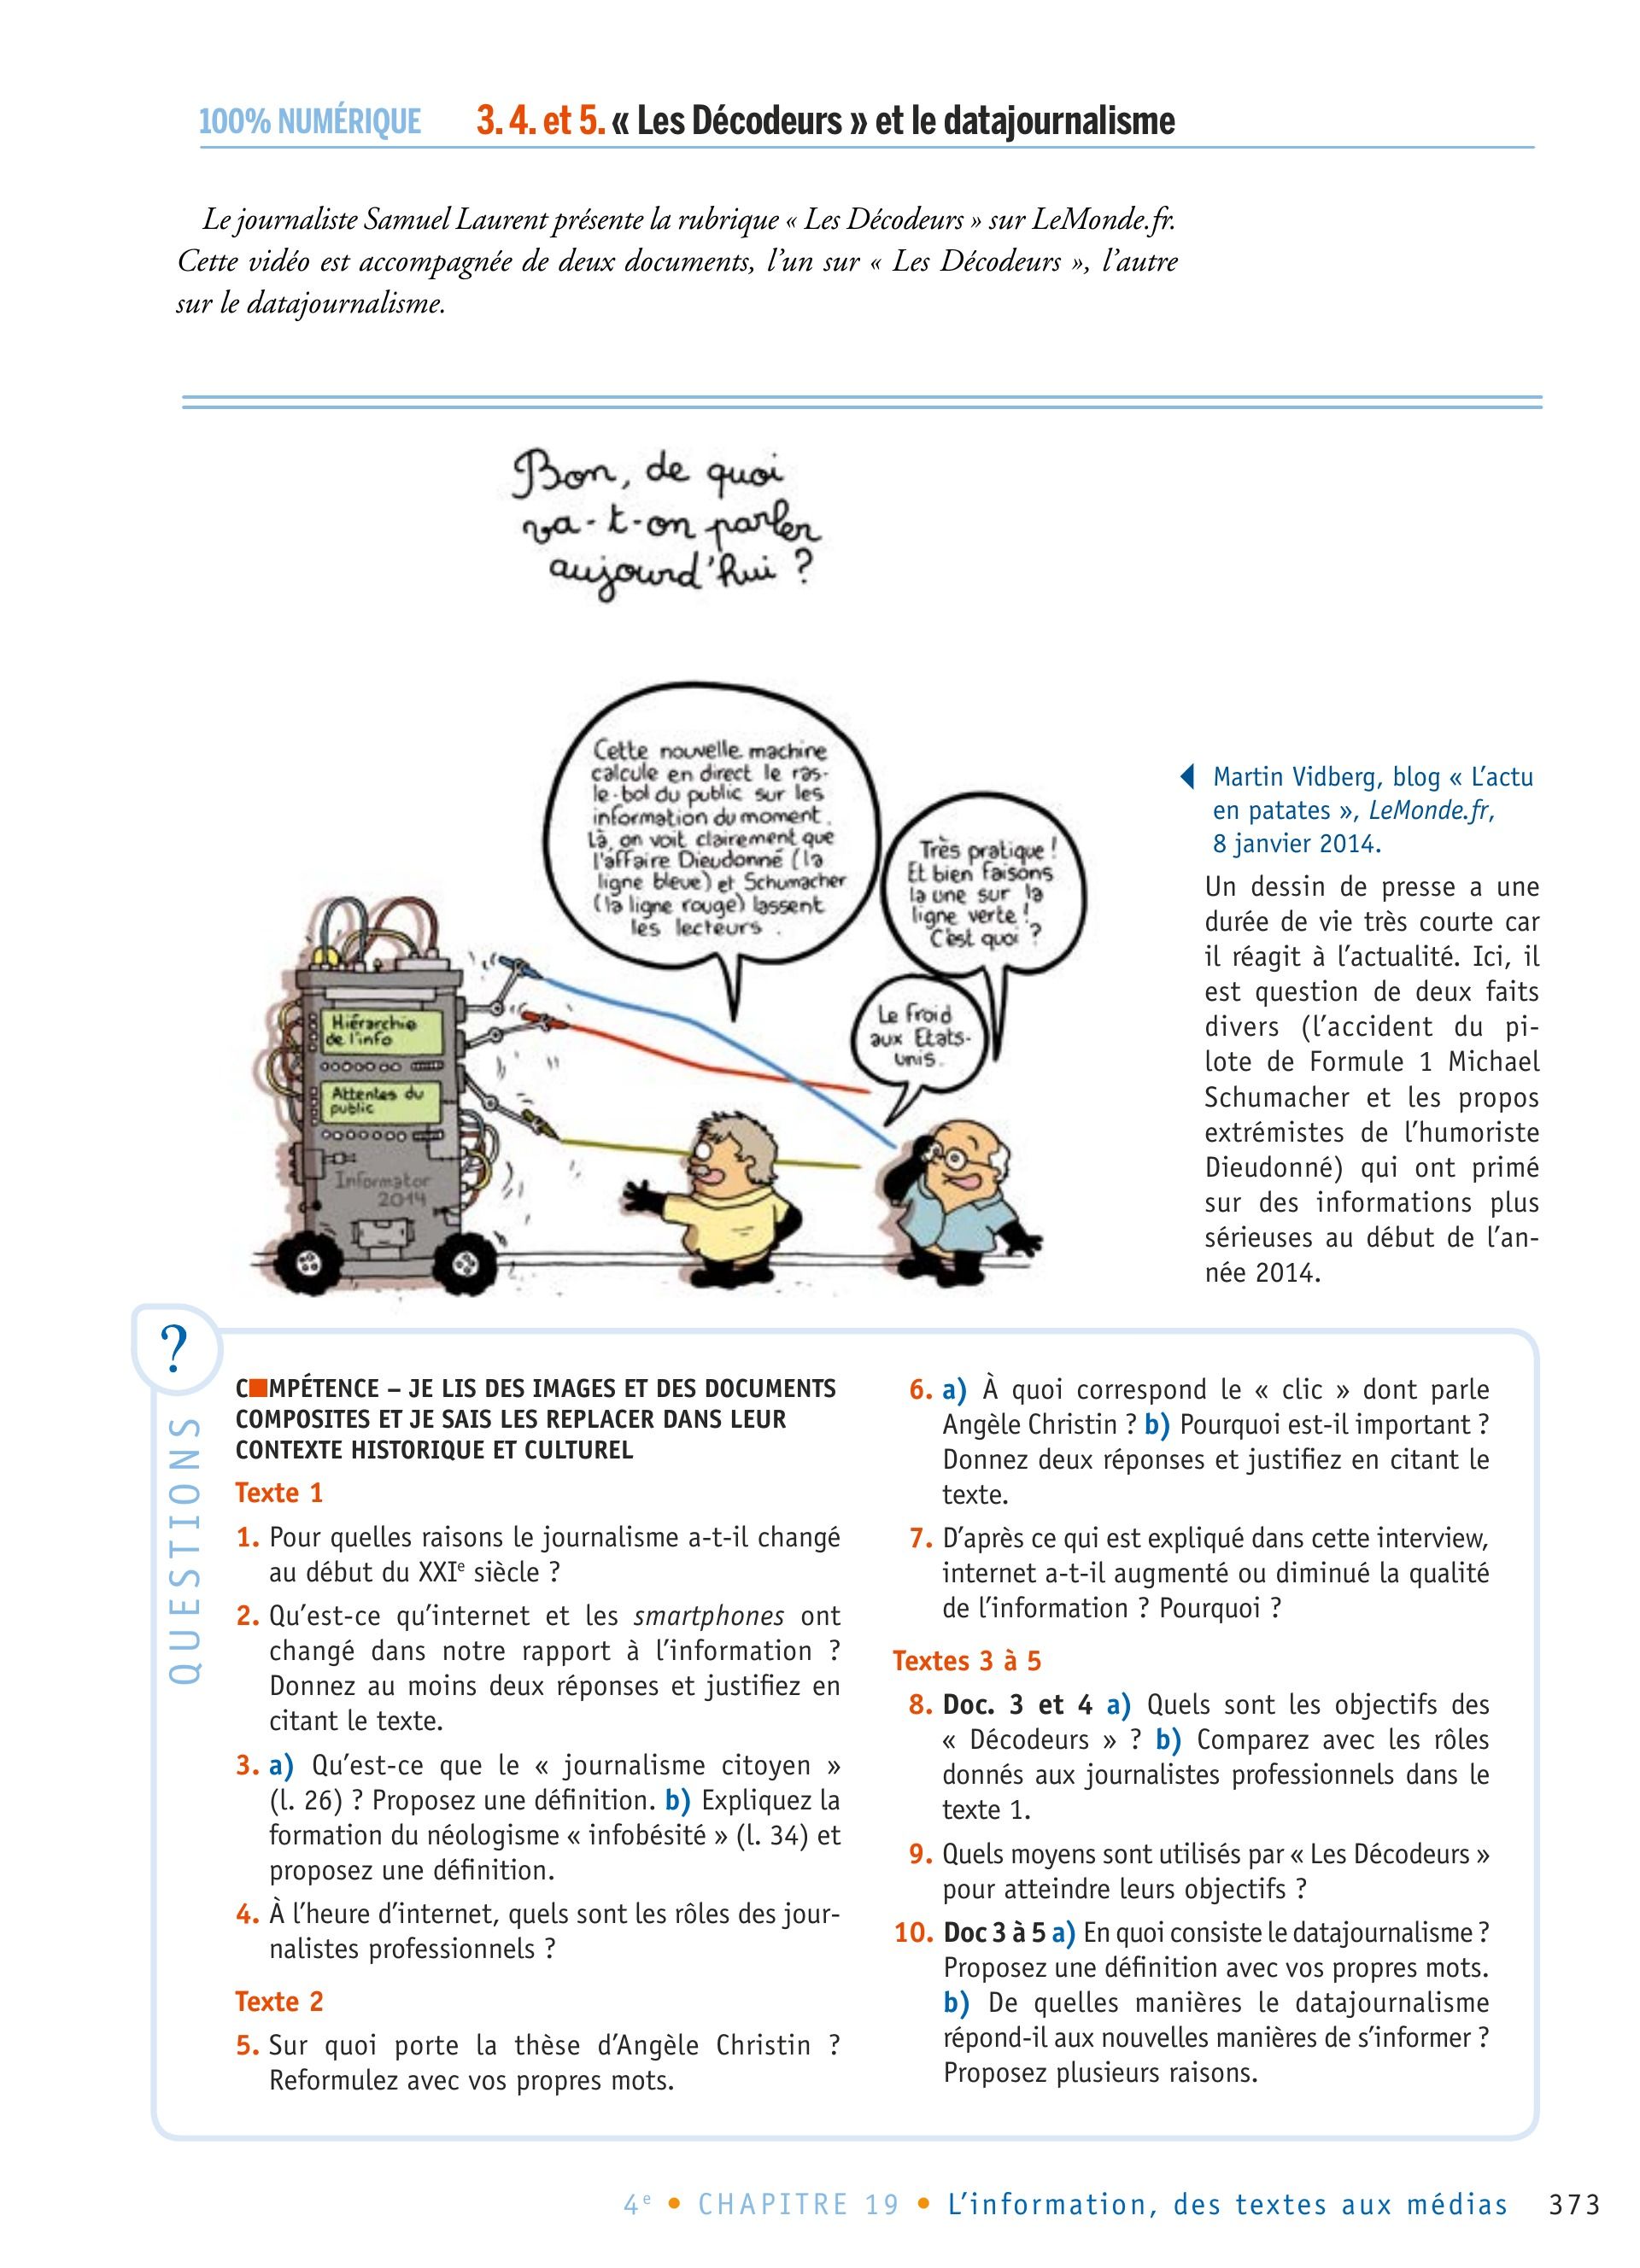 100% NUMÉRIQUE 3. 4. et 5. « Les Décodeurs » et le datajournalisme
Le journaliste Samuel Laurent présente la rubrique « Les Décodeurs » sur LeMonde.fr.
Cette vidéo est accompagnée de deux documents, l’un sur « Les Décodeurs », l’autre
sur le datajournalisme.
Bon, de quoi
va-t-on parler
aujourd’hui ?
Cette nouvelle machine
calcule en direct le ras-
le-bol du public sur les
information du moment.
Là, on voit clairement que
l'affaire Dieudonné (la
ligne bleue) et Schumacher
(la ligne rouge) lassent
les lecteurs.
Très pratique !
Et bien faisons
la une sur la
ligne verte !
C'est quoi ?
Le froid
aux Etats-
Unis.
Hiérarchie
de l'info
Attentes du
public
Informator
2014
Martin Vidberg, blog « L’actu
en patates », LeMonde.fr,
8 janvier 2014.
Un dessin de presse a une
durée de vie très courte car
il réagit à l’actualité. Ici, il
est question de deux faits
divers (l’accident du pi-
lote de Formule 1 Michael
Schumacher et les propos
extrémistes de l’humoriste
Dieudonné) qui ont primé
sur des informations plus
sérieuses au début de l’an-
née 2014.
?
QUESTIONS
COMPÉTENCE – JE LIS DES IMAGES ET DES DOCUMENTS
COMPOSITES ET JE SAIS LES REPLACER DANS LEUR
CONTEXTE HISTORIQUE ET CULTUREL
Texte 1
1. Pour quelles raisons le journalisme a-t-il changé
au début du XXIe siècle ?
2. Qu’est-ce qu’internet et les smartphones ont
changé dans notre rapport à l’information ?
Donnez au moins deux réponses et justifiez en
citant le texte.
3. a) Qu’est-ce que le « journalisme citoyen »
(l. 26) ? Proposez une définition. b) Expliquez la
formation du néologisme « infobésité » (l. 34) et
proposez une définition.
4. À l’heure d’internet, quels sont les rôles des jour-
nalistes professionnels ?
Texte 2
5. Sur quoi porte la thèse d’Angèle Christin ?
Reformulez avec vos propres mots.
6. a) À quoi correspond le « clic » dont parle
Angèle Christin ? b) Pourquoi est-il important ?
Donnez deux réponses et justifiez en citant le
texte.
7. D’après ce qui est expliqué dans cette interview,
internet a-t-il augmenté ou diminué la qualité
de l’information ? Pourquoi ?
Textes 3 à 5
8. Doc. 3 et 4 a) Quels sont les objectifs des
« Décodeurs » ? b) Comparez avec les rôles
donnés aux journalistes professionnels dans le
texte 1.
9. Quels moyens sont utilisés par « Les Décodeurs »
pour atteindre leurs objectifs ?
10. Doc 3 à 5 a) En quoi consiste le datajournalisme ?
Proposez une définition avec vos propres mots.
b) De quelles manières le datajournalisme
répond-il aux nouvelles manières de s’informer ?
Proposez plusieurs raisons.
4e • CHAPITRE 19 • L’information, des textes aux médias 373